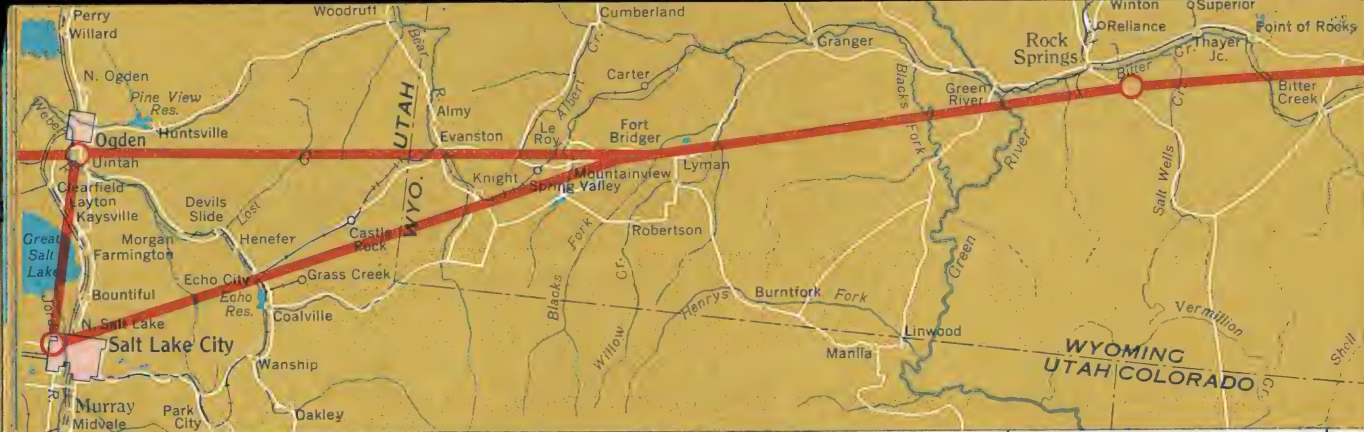 Perry
Willard
N. Ogden
Pine View
Res.
Weber
Huntsville
Ogden
Uintah
Clearfield
Layton
Kaysville
Great
Salt
Lake
Morgan
Farmington
Bountiful
Jordan
N. Salt Lake
Salt Lake City
R.
Murray
Midvale
Park
City
Oakley
Wanship
Coalville
Echo
Res.
Echo City
Grass Creek
Henefer
Devils
Slide
Lost
Castle
Rock
Woodruff
Bear
R.
Almy
Evanston
WYO. UTAH
Knight
Le
Roy
Spring Valley
Albert
Cr.
Cumberland
Carter
Fort
Bridger
Mountainview
Lyman
Robertson
Blacks
Fork
Willow
Cr.
Henrys
Fork
Burntfork
Manila
Linwood
Granger
Blacks
Fork
Green
River
Green
River
Rock
Springs
Winton
Superior
Reliance
Thayer
Jc.
Point of Rocks
Bitter
Cr.
Bitter
Creek
Salt Wells
Cr.
Vermillion
Cr.
Shell
WYOMING
UTAH COLORADO